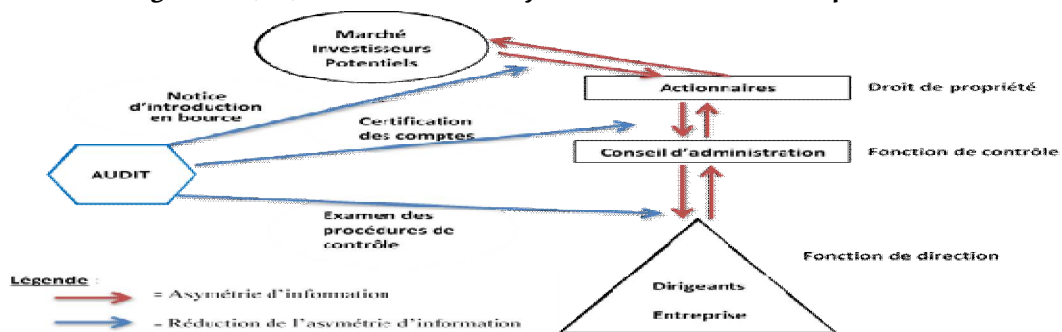 Marché
Investisseurs
Potentiels
Actionnaires
Droit de propriété
Notice
d'introduction
en bource
Certification
des comptes
Conseil d'administration
Fonction de contrôle
AUDIT
Examen des
procédures de
contrôle
Fonction de direction
Dirigeants
Entreprise
Légende :
= Asymétrie d'information
= Réduction de l'asymétrie d'information